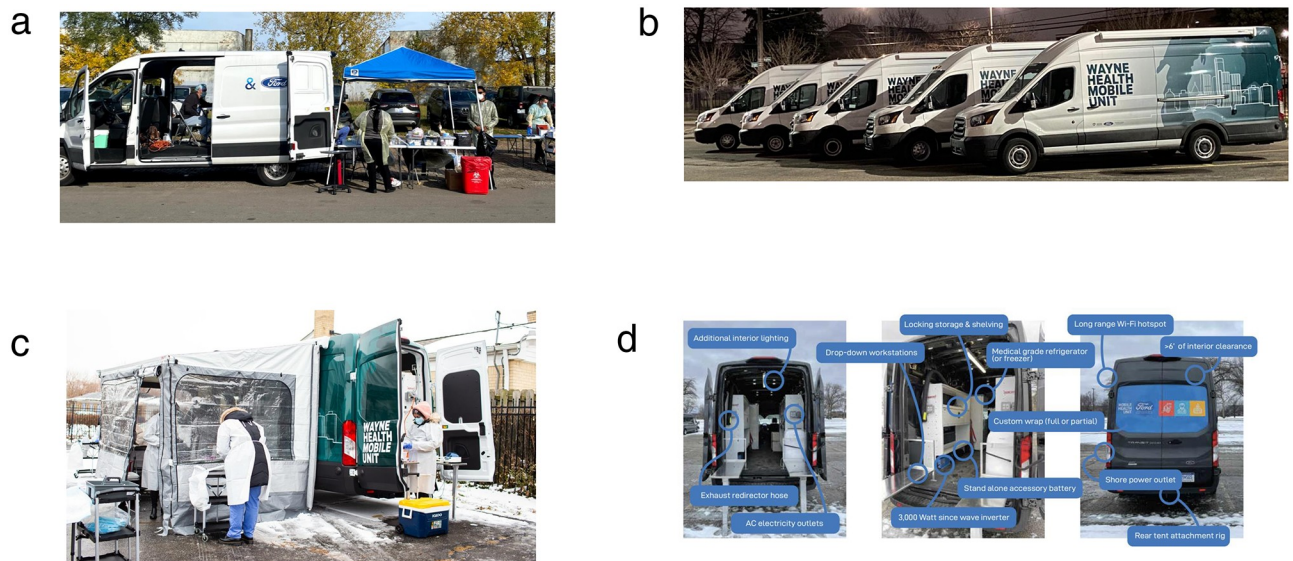 a
&
Ford
b
WAYNE
HEALTH
MOBILE
UNIT
c
WAYNE
HEALTH
MOBILE
UNIT
d
Additional interior lighting
Exhaust redirector hose
AC electricity outlets
Locking storage & shelving
Drop-down workstations
Medical grade refrigerator
(or freezer)
Custom wrap (full or partial)
Stand alone accessory battery
3,000 Watt since wave inverter
Long range Wi-Fi hotspot
>6' of interior clearance
Ford
Shore power outlet
Rear tent attachment rig